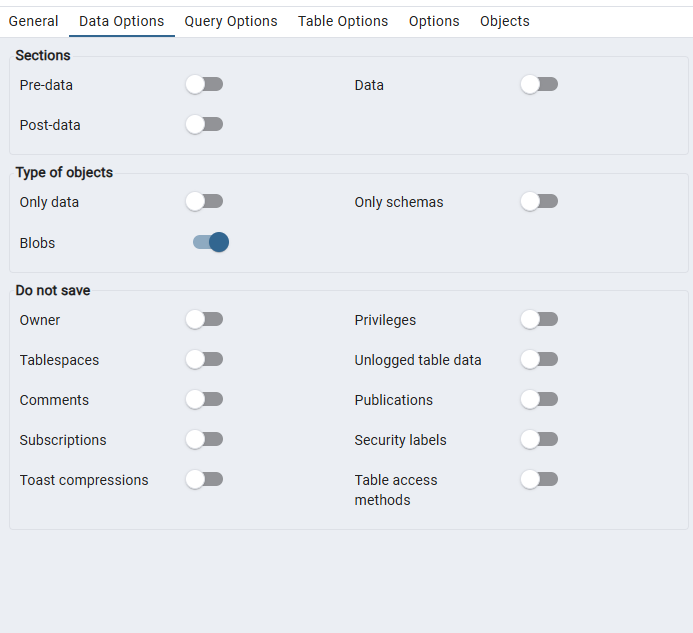 General Data Options Query Options Table Options Options Objects
Sections
Pre-data Data
Post-data
Type of objects
Only data Only schemas
Blobs
Do not save
Owner Privileges
Tablespaces Unlogged table data
Comments Publications
Subscriptions Security labels
Toast compressions Table access
methods